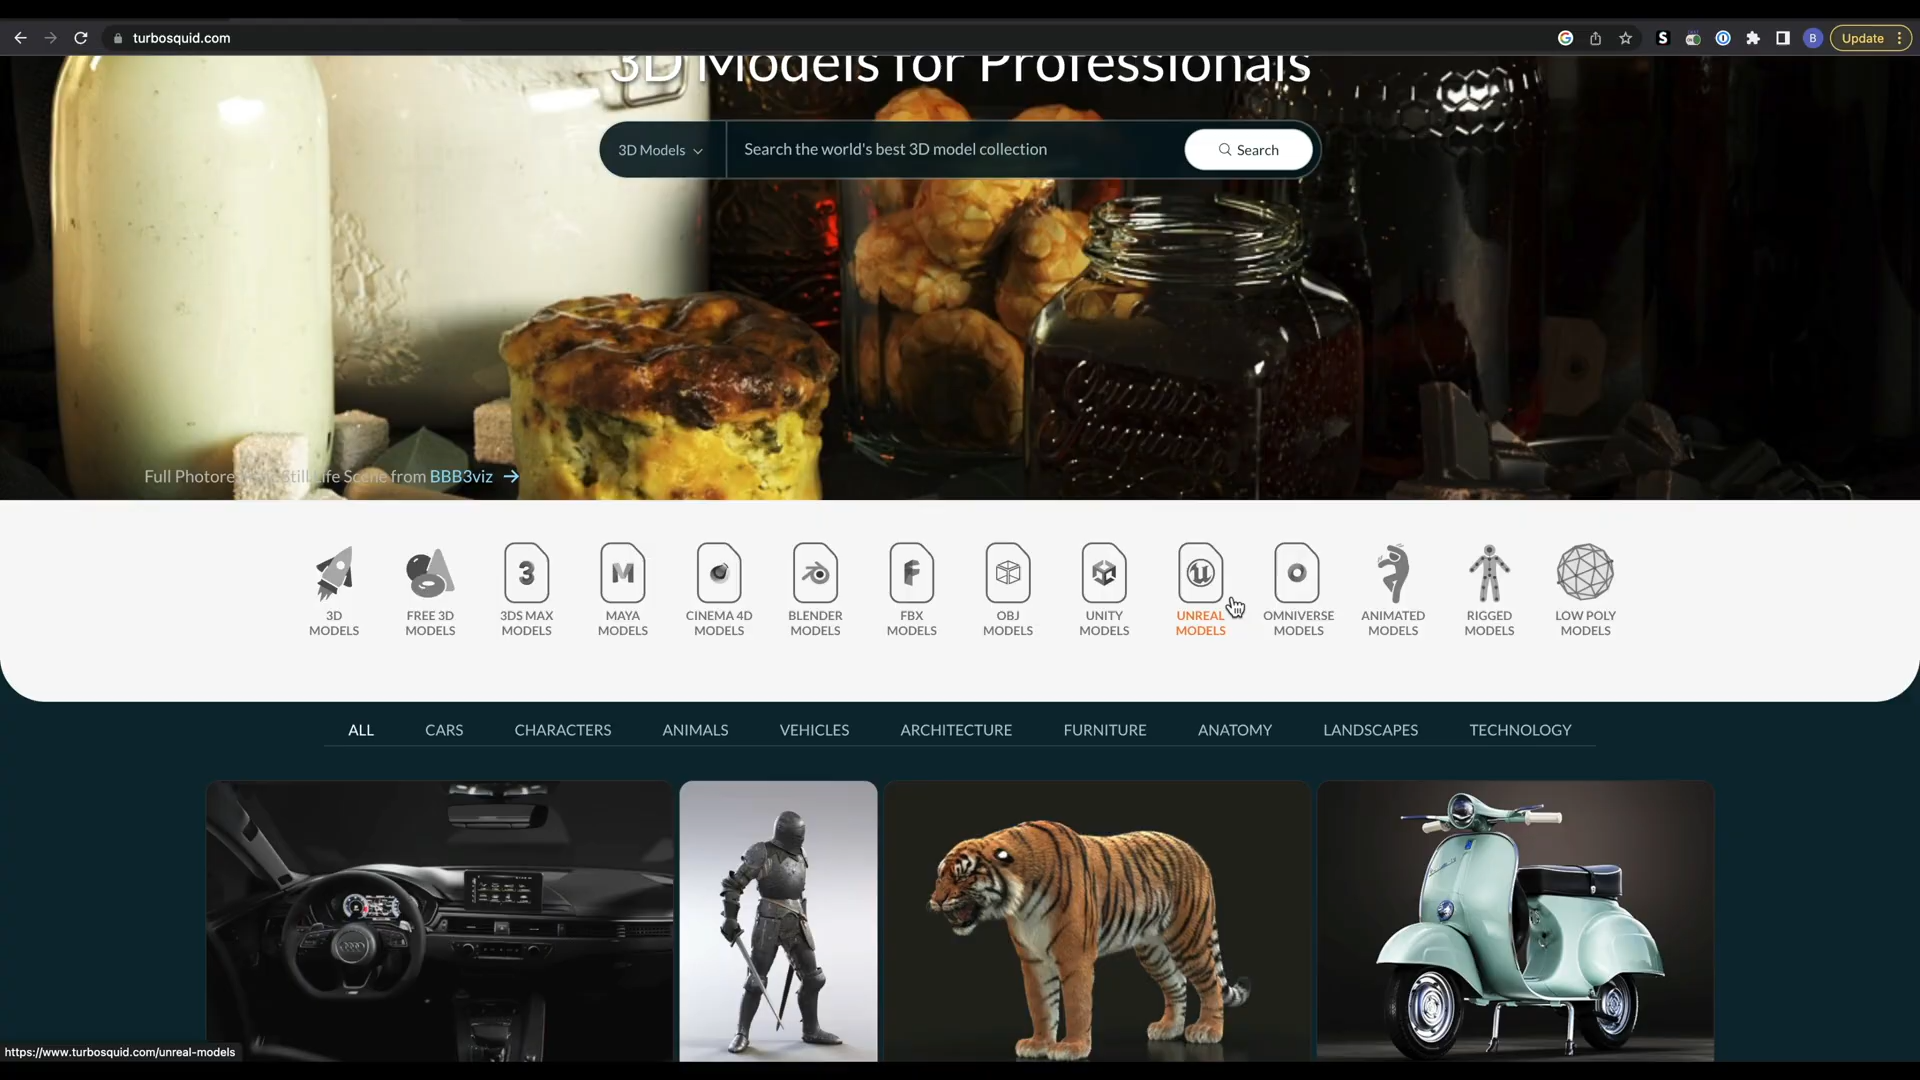 turbosquid.com
B
Update
3D Models for Professionals
3D Models
Search the world's best 3D model collection
Search
Still Life Scene from BBB3viz
3D MODELS
FREE 3D MODELS
3DS MAX MODELS
MAYA MODELS
CINEMA 4D MODELS
BLENDER MODELS
FBX MODELS
OBJ MODELS
UNITY MODELS
UNREAL MODELS
OMNIVERSE MODELS
ANIMATED MODELS
RIGGED MODELS
LOW POLY MODELS
ALL CARS CHARACTERS ANIMALS VEHICLES ARCHITECTURE FURNITURE ANATOMY LANDSCAPES TECHNOLOGY
https://www.turbosquid.com/unreal-models